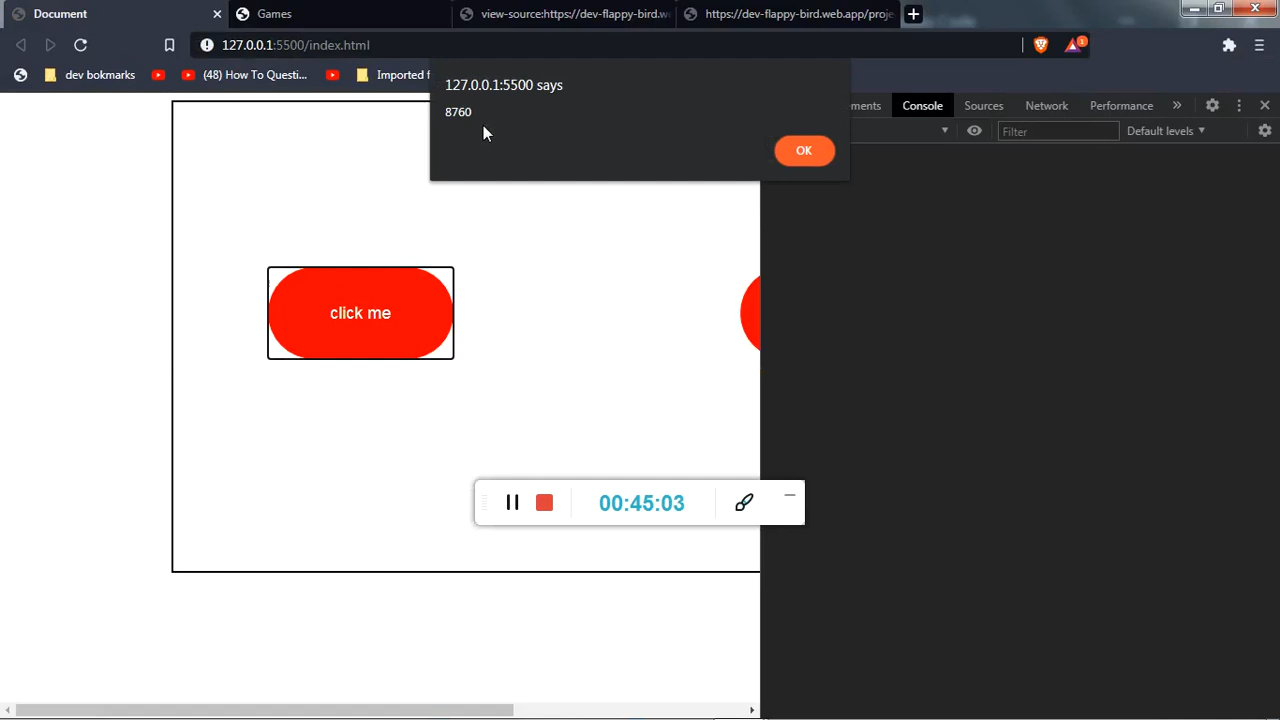 Document
Games
view-source:https://dev-flappy-bird.w
https://dev-flappy-bird.web.app/proje
127.0.0.1:5500/index.html
1
dev bokmarks
(48) How To Questi...
Imported f
127.0.0.1:5500 says
8760
OK
ements
Console
Sources
Network
Performance
Filter
Default levels
click me
00:45:03